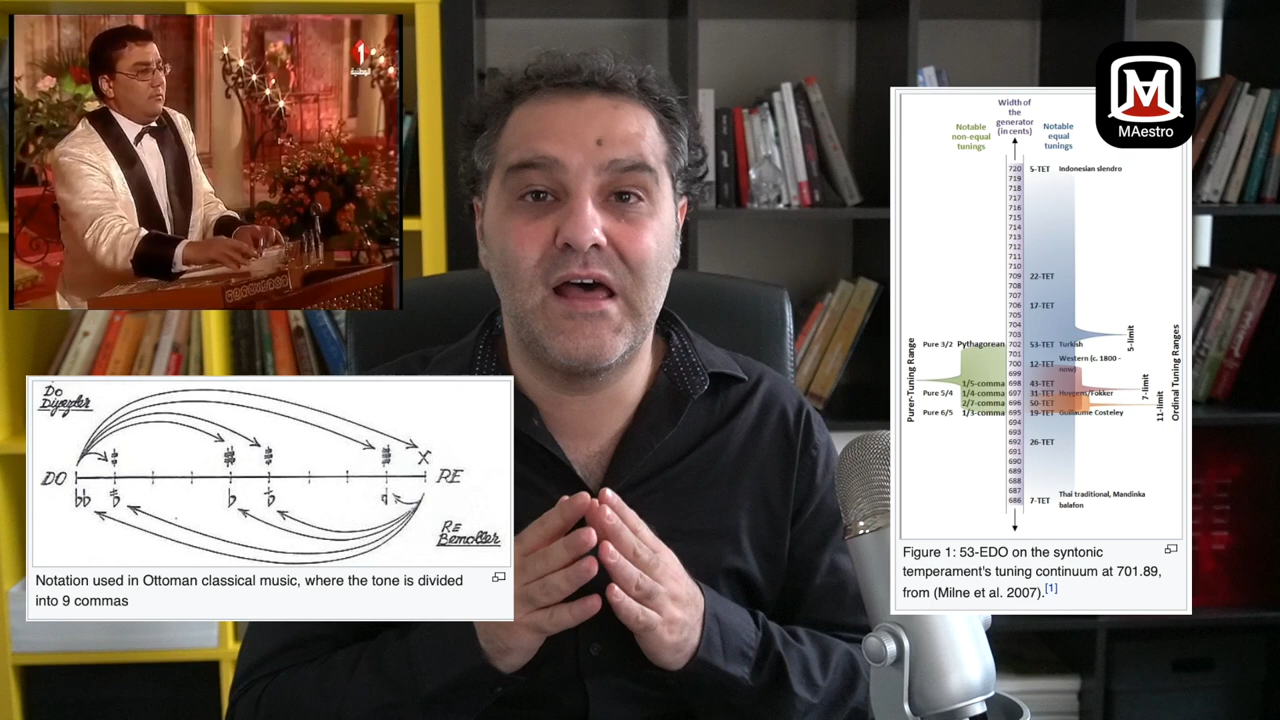 1
الوطنية
DO
Diyezler
DO
RE
bb
b
b
X
RE
Bemoller
Notation used in Ottoman classical music, where the tone is divided
into 9 commas
M
MAestro
Width of
the
generator
(in cents)
Notable
non-equal
tunings
Notable
equal
tunings
720 5-TET Indonesian slendro
719
718
717
716
715
714
713
712
711
710
709 22-TET
708
707
706 17-TET
705
704
703
Pure 3/2 Pythagorean 702 53-TET Turkish
701
700 12-TET Western (c. 1800 -
now)
699
1/5-comma 698 43-TET
Pure 5/4 1/4-comma 697 31-TET Huygens/Fokker
2/7-comma 696 50-TET
Pure 6/5 1/3-comma 695 19-TET Guillaume Costeley
694
693
692 26-TET
691
690
689
688
687
686 7-TET Thai traditional, Mandinka
balafon
Purer-Tuning Range
5-limit
7-limit
11-limit
Ordinal Tuning Ranges
Figure 1: 53-EDO on the syntonic
temperament's tuning continuum at 701.89,
from (Milne et al. 2007).[1]